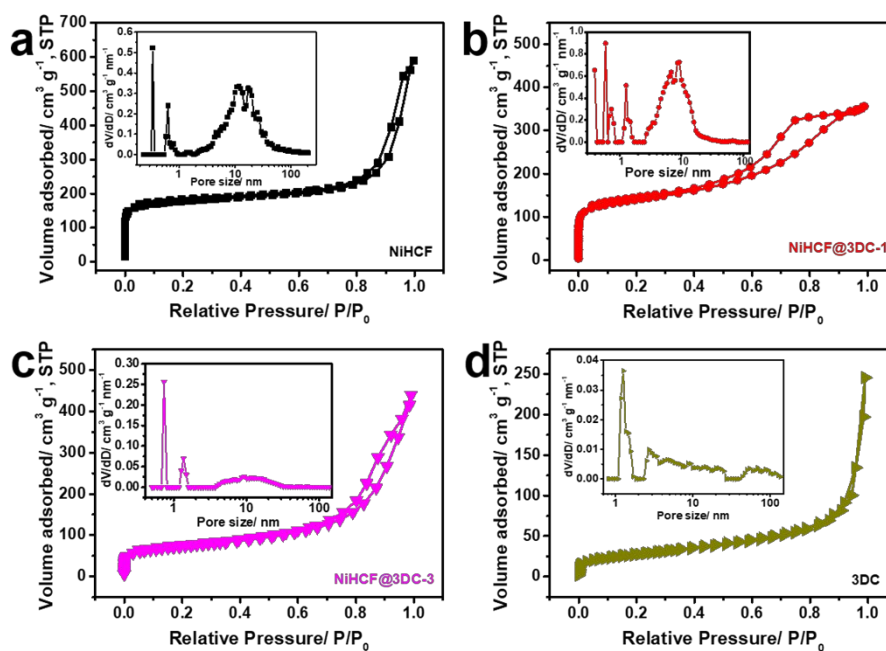 a
700
600
500
400
300
200
100
0
Volume adsorbed/ cm³ g⁻¹, STP
0.6
0.5
0.4
0.3
0.2
0.1
0.0
dV/dD/ cm³ g⁻¹ nm⁻¹
1 10 100
Pore size/ nm
NiHCF
0.0 0.2 0.4 0.6 0.8 1.0
Relative Pressure/ P/P₀
b
500
400
300
200
100
0
Volume adsorbed/ cm³ g⁻¹, STP
1.0
0.8
0.6
0.4
0.2
0.0
dV/dD/ cm³ g⁻¹ nm⁻¹
1 10 100
Pore size/ nm
NiHCF@3DC-1
0.0 0.2 0.4 0.6 0.8 1.0
Relative Pressure/ P/P₀
c
500
400
300
200
100
0
Volume adsorbed/ cm³ g⁻¹, STP
0.30
0.25
0.20
0.15
0.10
0.05
0.00
dV/dD/ cm³ g⁻¹ nm⁻¹
1 10 100
Pore size/ nm
NiHCF@3DC-3
0.0 0.2 0.4 0.6 0.8 1.0
Relative Pressure/ P/P₀
d
250
200
150
100
50
0
Volume adsorbed/ cm³ g⁻¹, STP
0.04
0.03
0.02
0.01
0.00
dV/dD/ cm³ g⁻¹ nm⁻¹
1 10 100
Pore size/ nm
3DC
0.0 0.2 0.4 0.6 0.8 1.0
Relative Pressure/ P/P₀